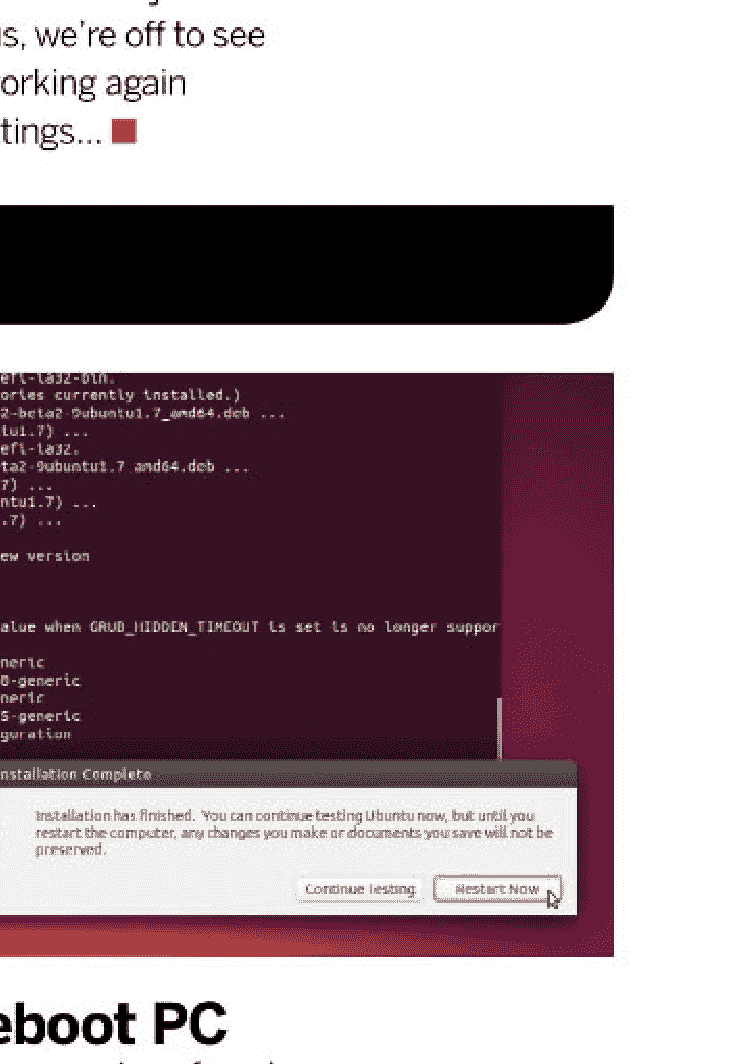 s, we're off to see
orking again
tings...
efi-ia32-bin.
ories currently installed.)
2-beta2-9ubuntu1.7_amd64.deb ...
tu1.7) ...
efi-ia32.
ta2-9ubuntu1.7_amd64.deb ...
7) ...
ntu1.7) ...
.7) ...
ew version
alue when GRUB_HIDDEN_TIMEOUT is set is no longer suppor
neric
0-generic
neric
5-generic
guration
nstallation Complete
Installation has finished. You can continue testing Ubuntu now, but until you
restart the computer, any changes you make or documents you save will not be
preserved.
Continue Testing Restart Now
eboot PC